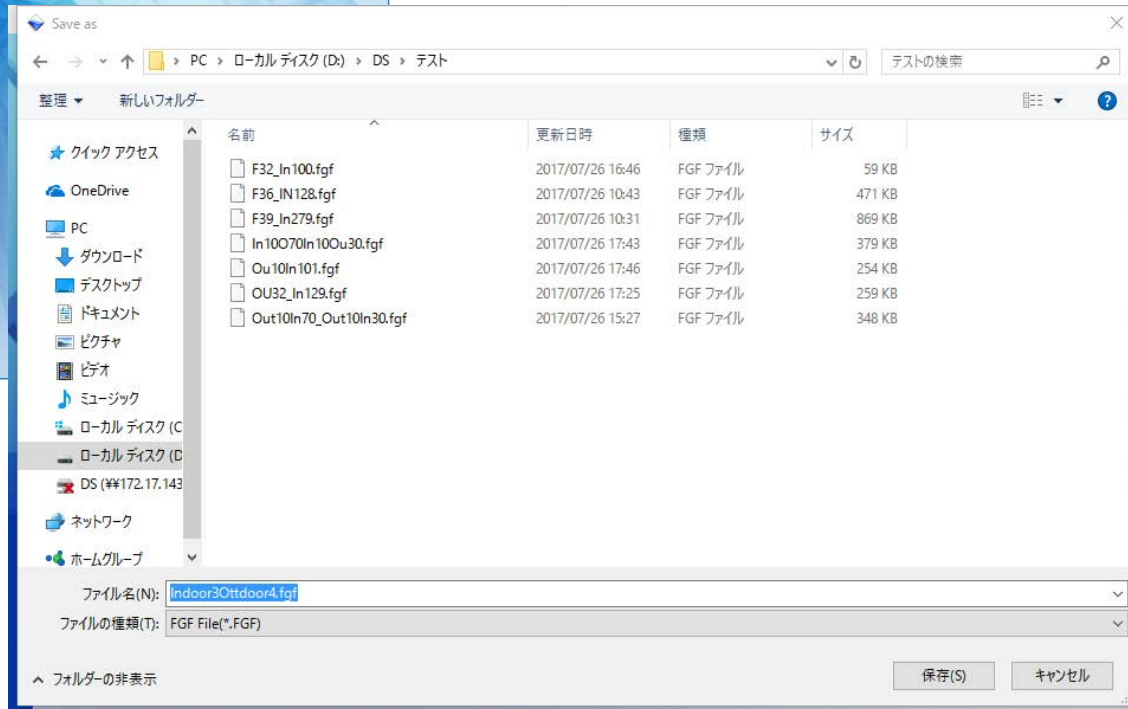 Save as
PC › ローカル ディスク (D:) › DS › テスト
テストの検索
整理 新しいフォルダー
名前 更新日時 種類 サイズ
クイック アクセス
OneDrive
PC
ダウンロード
デスクトップ
ドキュメント
ピクチャ
ビデオ
ミュージック
ローカル ディスク (C
ローカル ディスク (D
DS (¥¥172.17.143
ネットワーク
ホームグループ
F32_In100.fgf 2017/07/26 16:46 FGF ファイル 59 KB
F36_IN128.fgf 2017/07/26 10:43 FGF ファイル 471 KB
F39_In279.fgf 2017/07/26 10:31 FGF ファイル 869 KB
In10O70In10Ou30.fgf 2017/07/26 17:43 FGF ファイル 379 KB
Ou10In101.fgf 2017/07/26 17:46 FGF ファイル 254 KB
OU32_In129.fgf 2017/07/26 17:25 FGF ファイル 259 KB
Out10In70_Out10In30.fgf 2017/07/26 15:27 FGF ファイル 348 KB
ファイル名(N): Indoor3Ottdoor4.fgf
ファイルの種類(T): FGF File(*.FGF)
フォルダーの非表示
保存(S) キャンセル